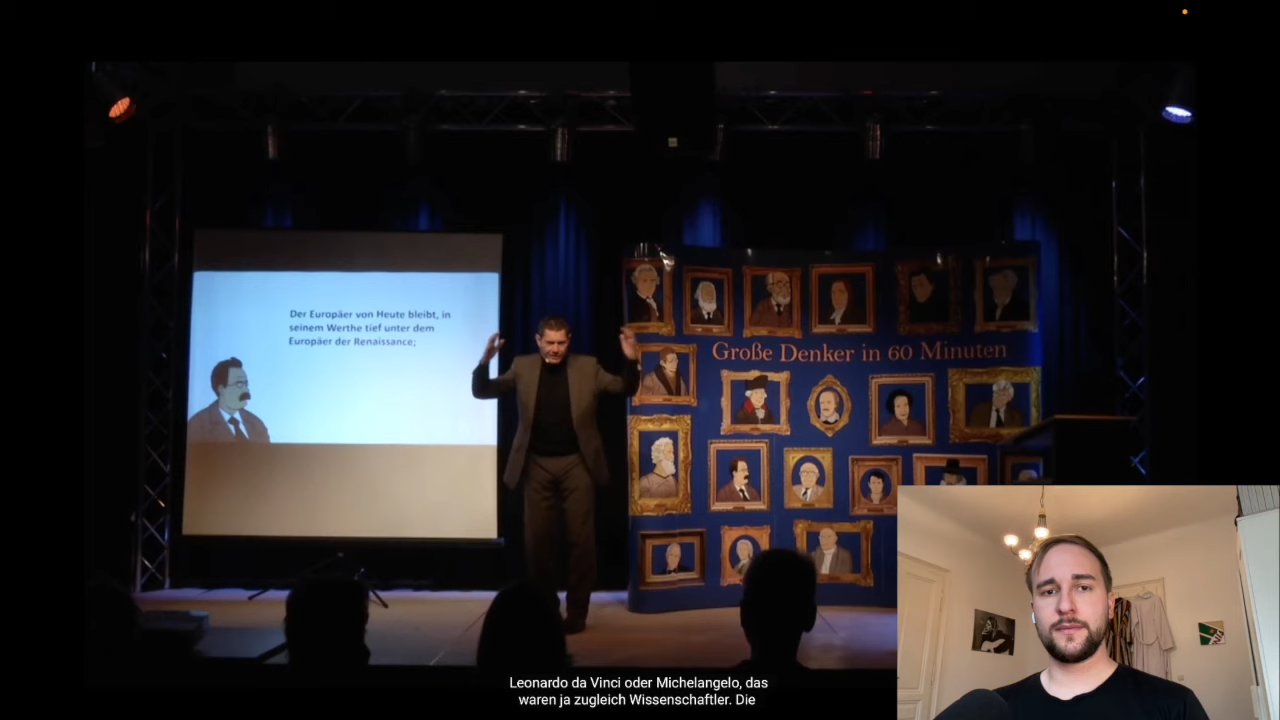 Der Europäer von Heute bleibt, in
seinem Werthe tief unter dem
Europäer der Renaissance;
Große Denker in 60 Minuten
Leonardo da Vinci oder Michelangelo, das
waren ja zugleich Wissenschaftler. Die